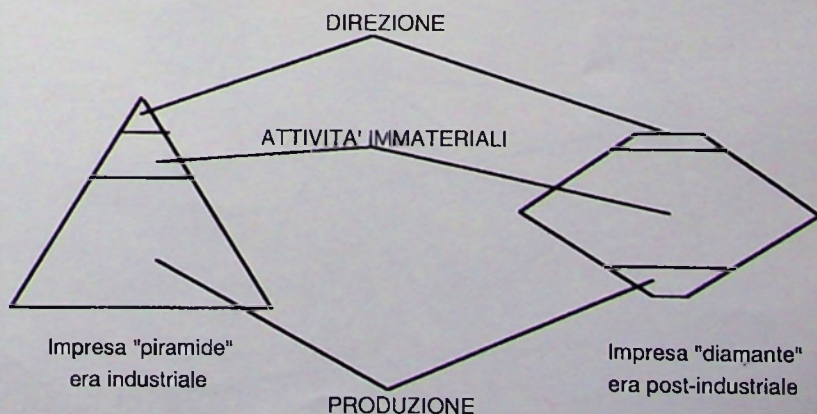 DIREZIONE
ATTIVITA' IMMATERIALI
Impresa "piramide"
era industriale
Impresa "diamante"
era post-industriale
PRODUZIONE